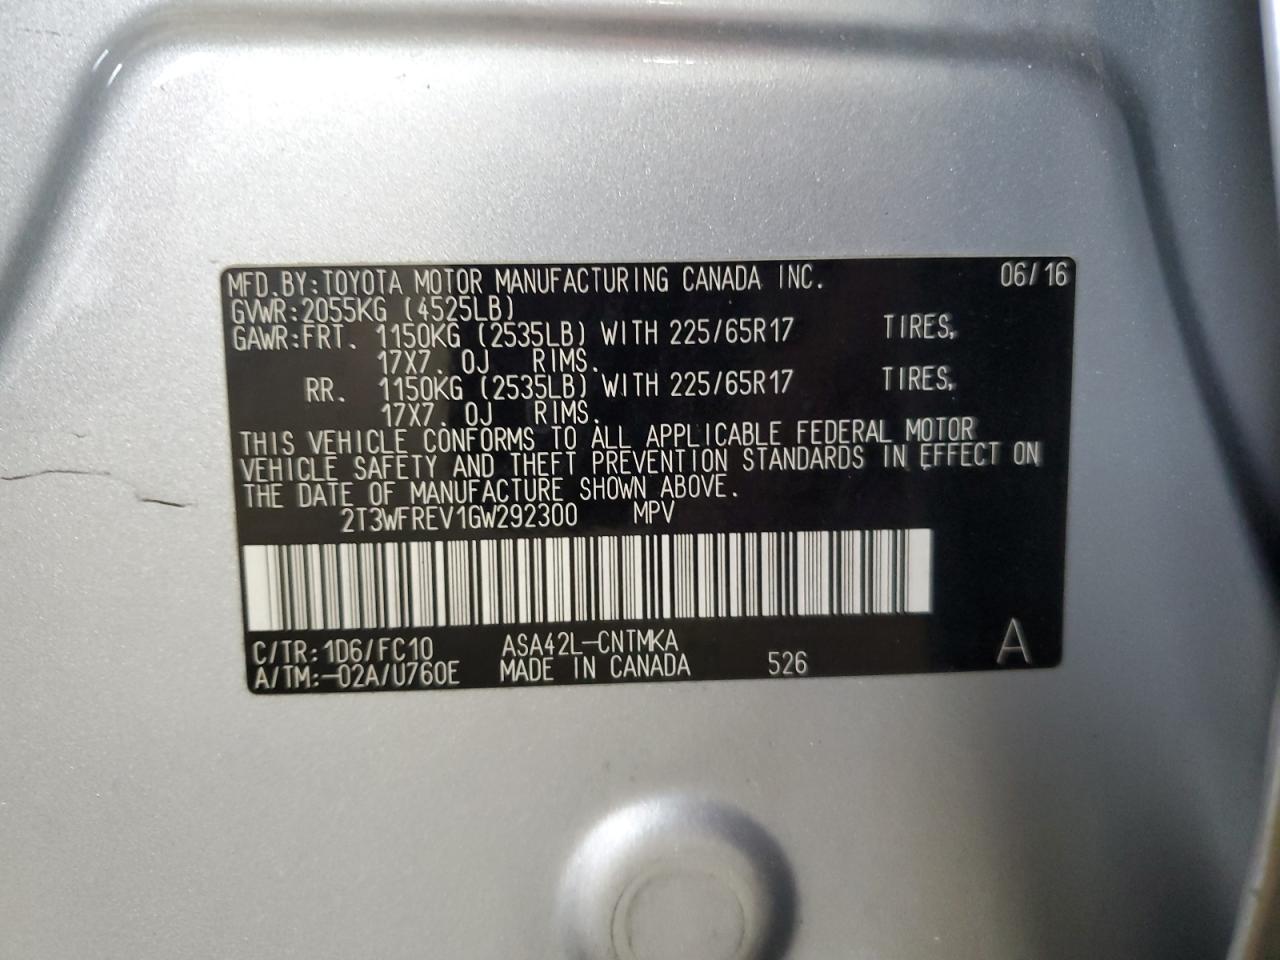 MFD.BY:TOYOTA MOTOR MANUFACTURING CANADA INC. 06/16
GVWR:2055KG (4525LB)
GAWR:FRT. 1150KG (2535LB) WITH 225/65R17 TIRES,
17X7. 0J RIMS.
RR. 1150KG (2535LB) WITH 225/65R17 TIRES,
17X7. 0J RIMS.
THIS VEHICLE CONFORMS TO ALL APPLICABLE FEDERAL MOTOR
VEHICLE SAFETY AND THEFT PREVENTION STANDARDS IN EFFECT ON
THE DATE OF MANUFACTURE SHOWN ABOVE.
2T3WFREV1GW292300 MPV
C/TR:1D6/FC10 ASA42L-CNTMKA A
A/TM:-02A/U760E MADE IN CANADA 526